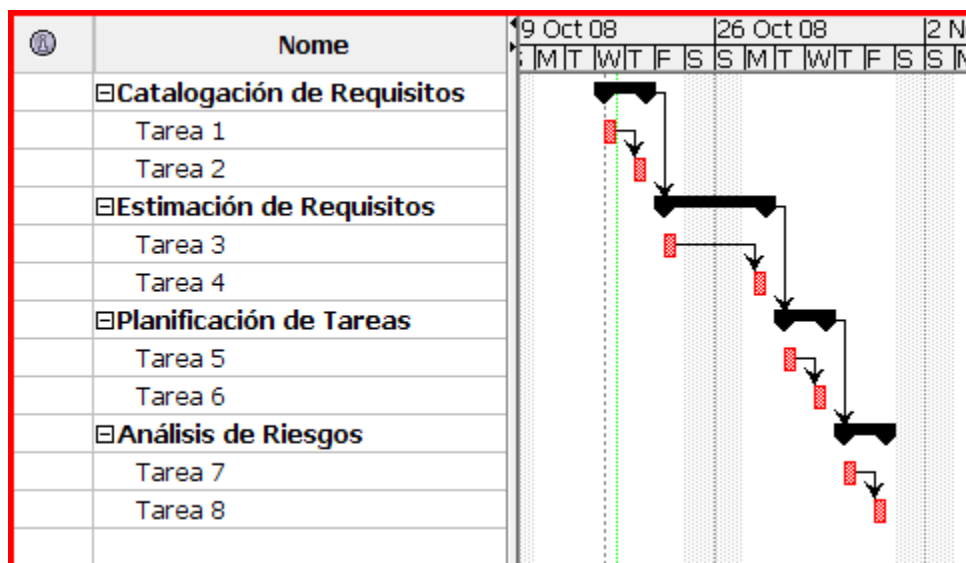 Nome
9 Oct 08 26 Oct 08 2 N
M T W T F S S M T W T F S S M
Catalogación de Requisitos
Tarea 1
Tarea 2
Estimación de Requisitos
Tarea 3
Tarea 4
Planificación de Tareas
Tarea 5
Tarea 6
Análisis de Riesgos
Tarea 7
Tarea 8